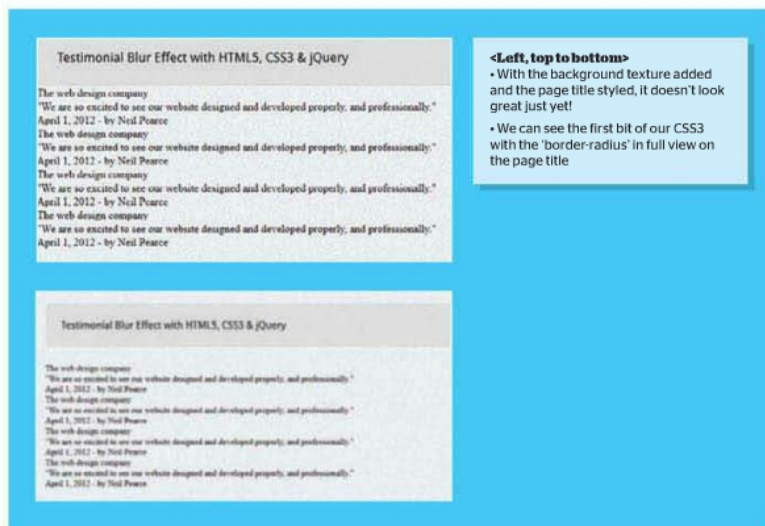 Testimonial Blur Effect with HTML5, CSS3 & jQuery
The web design company
"We are so excited to see our website designed and developed properly, and professionally."
April 1, 2012 - by Neil Pearce
The web design company
"We are so excited to see our website designed and developed properly, and professionally."
April 1, 2012 - by Neil Pearce
The web design company
"We are so excited to see our website designed and developed properly, and professionally."
April 1, 2012 - by Neil Pearce
The web design company
"We are so excited to see our website designed and developed properly, and professionally."
April 1, 2012 - by Neil Pearce
<Left, top to bottom>
• With the background texture added
and the page title styled, it doesn't look
great just yet!
• We can see the first bit of our CSS3
with the 'border-radius' in full view on
the page title
Testimonial Blur Effect with HTML5, CSS3 & jQuery
The web design company
"We are so excited to see our website designed and developed properly, and professionally."
April 1, 2012 - by Neil Pearce
The web design company
"We are so excited to see our website designed and developed properly, and professionally."
April 1, 2012 - by Neil Pearce
The web design company
"We are so excited to see our website designed and developed properly, and professionally."
April 1, 2012 - by Neil Pearce
The web design company
"We are so excited to see our website designed and developed properly, and professionally."
April 1, 2012 - by Neil Pearce